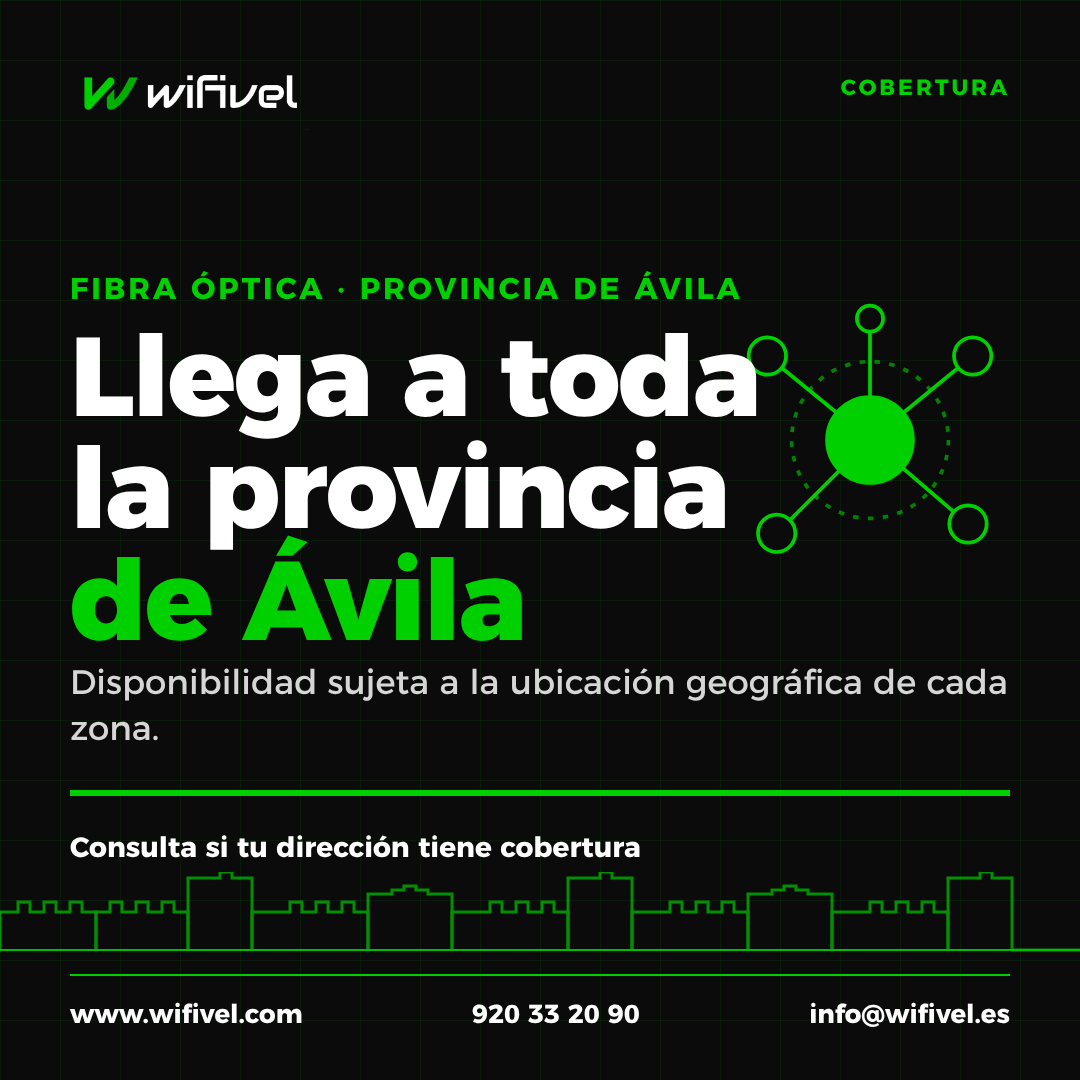 wifivel
COBERTURA
FIBRA ÓPTICA · PROVINCIA DE ÁVILA
Llega a toda
la provincia
de Ávila
Disponibilidad sujeta a la ubicación geográfica de cada
zona.
Consulta si tu dirección tiene cobertura
www.wifivel.com
920 33 20 90
info@wifivel.es